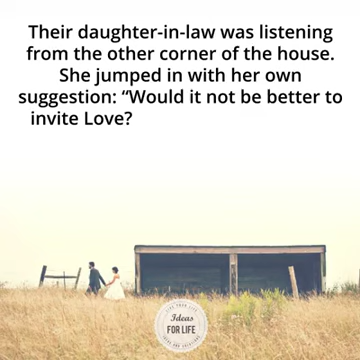 Their daughter-in-law was listening
from the other corner of the house.
She jumped in with her own
suggestion: “Would it not be better to
invite Love?
Ideas
FOR LIFE